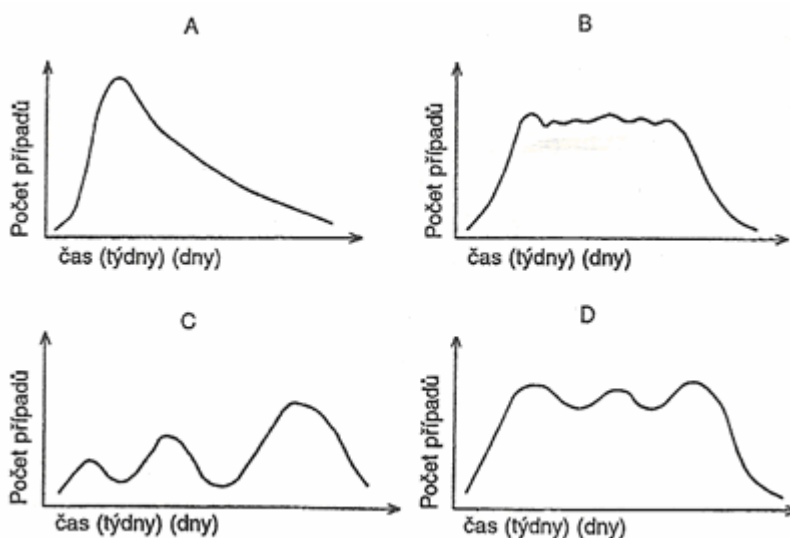 A
Počet případů
čas (týdny) (dny)
B
Počet případů
čas (týdny) (dny)
C
Počet případů
čas (týdny) (dny)
D
Počet případů
čas (týdny) (dny)